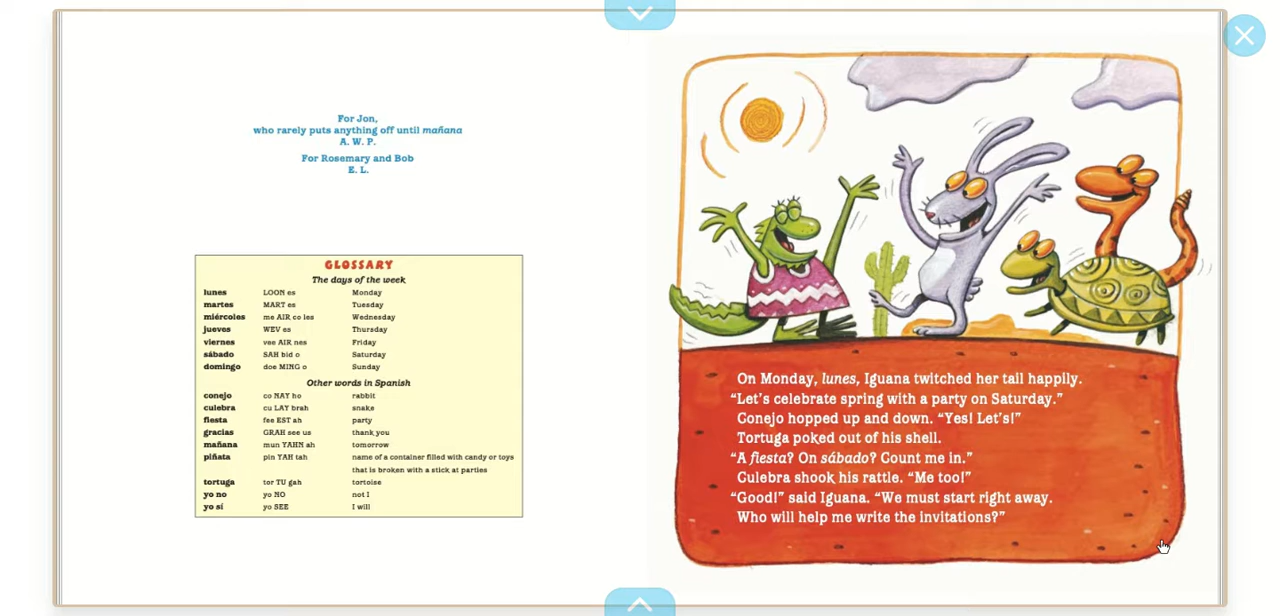 For Jon,
who rarely puts anything off until mañana
A. W. P.
For Rosemary and Bob
E. L.
GLOSSARY
The days of the week
lunes LOON es Monday
martes MART es Tuesday
miércoles me AIR co les Wednesday
jueves WEV es Thursday
viernes vee AIR nes Friday
sábado SAH bid o Saturday
domingo doe MING o Sunday
Other words in Spanish
conejo co NAY ho rabbit
culebra cu LAY brah snake
fiesta fee EST ah party
gracias GRAH see us thank you
mañana mun YAHN ah tomorrow
piñata pin YAH tah name of a container filled with candy or toys
that is broken with a stick at parties
tortuga tor TU gah tortoise
yo no yo NO not I
yo sí yo SEE I will
On Monday, lunes, Iguana twitched her tail happily.
“Let’s celebrate spring with a party on Saturday.”
Conejo hopped up and down. “Yes! Let’s!”
Tortuga poked out of his shell.
“A fiesta? On sábado? Count me in.”
Culebra shook his rattle. “Me too!”
“Good!” said Iguana. “We must start right away.
Who will help me write the invitations?”